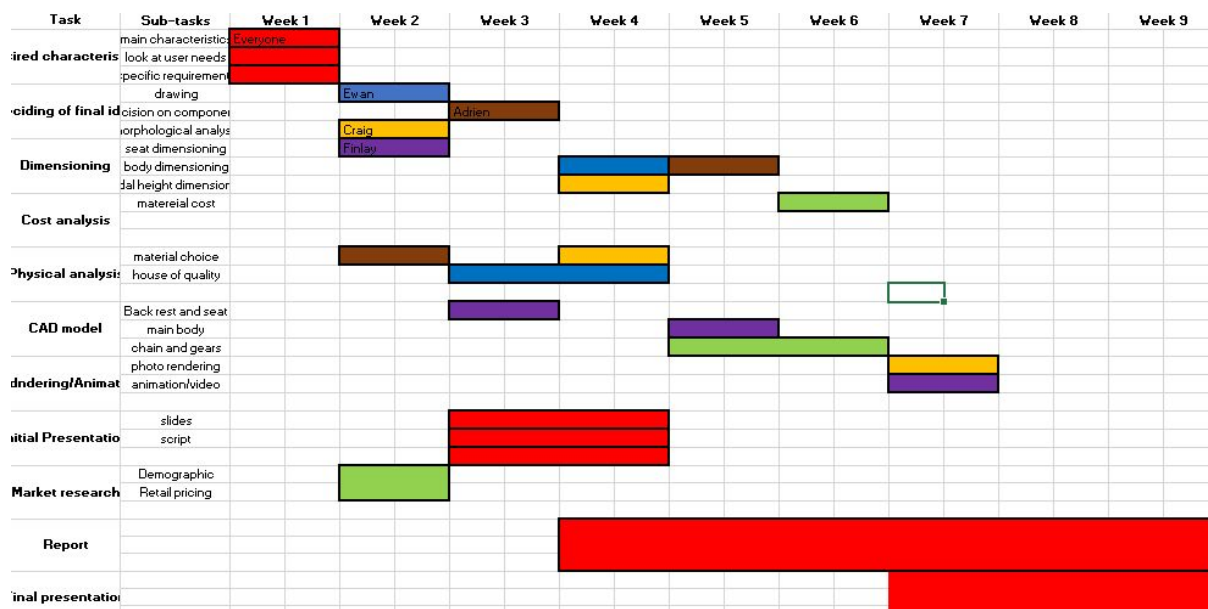 Task Sub-tasks Week 1 Week 2 Week 3 Week 4 Week 5 Week 6 Week 7 Week 8 Week 9
main characteristic Everyone
ired characteris look at user needs
pecific requirement
drawing Ewan
ciding of final id cision on componen Adrien
orphological analys Craig
seat dimensioning Finlay
Dimensioning body dimensioning
dal height dimension
matereial cost
Cost analysis
material choice
Physical analysis house of quality
Back rest and seat
CAD model main body
chain and gears
photo rendering
dndering/Animat animation/video
slides
nitial Presentatio script
Demographic
Market research Retail pricing
Report
inal presentation